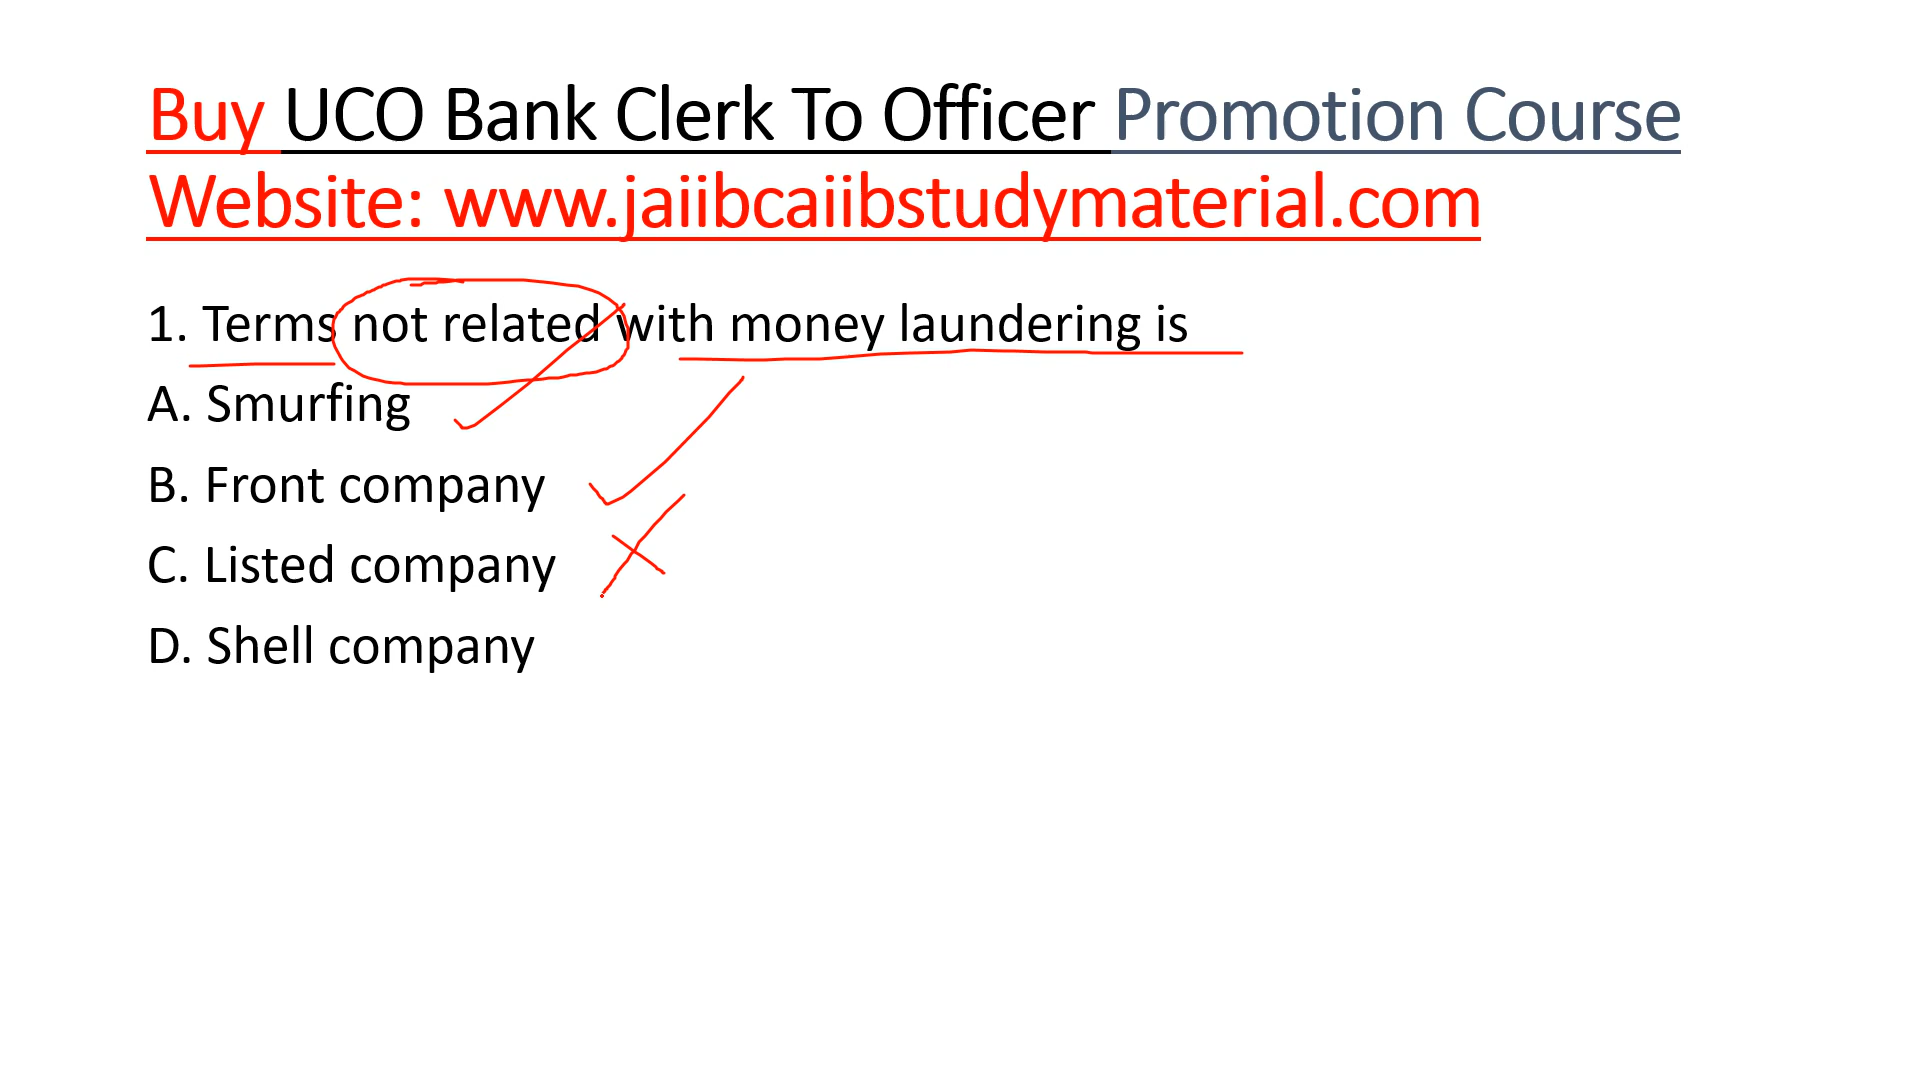 Buy UCO Bank Clerk To Officer Promotion Course
Website: www.jaiibcaiibstudymaterial.com
1. Terms not related with money laundering is
A. Smurfing
B. Front company
C. Listed company
D. Shell company